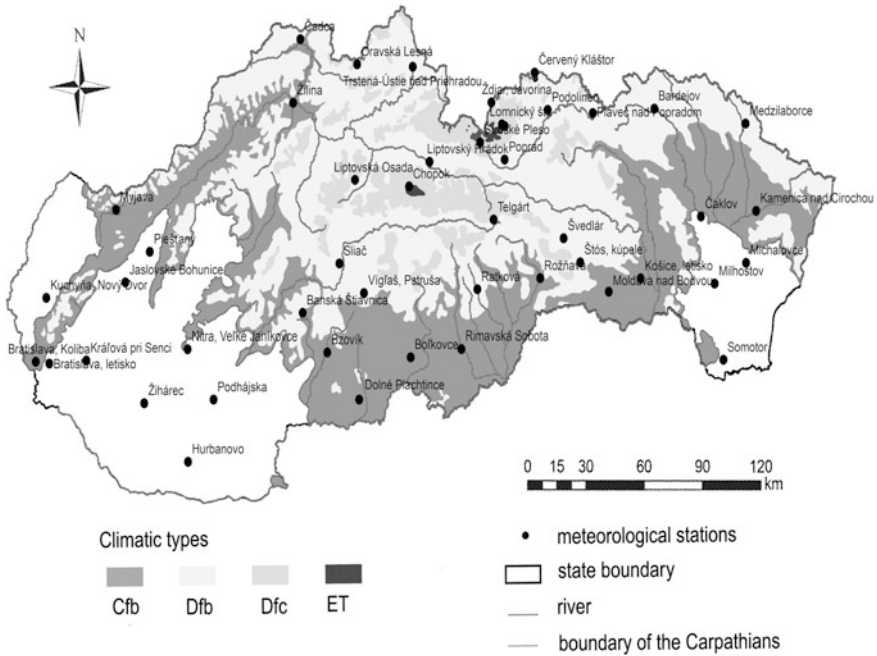 N
Čadca
Oravská Lesná
Trstená-Ústie nad Priehradou
Červený Kláštor
Ždiar, Javorina
Podolínec
Lomnický
Plaveč nad Popradom
Bardejov
Medzilaborce
Žilina
Pleso
Liptovský Hrádok
Poprad
Liptovská Osada
Chopok
Myjava
Telgárt
Čaklov
Kamenica nad Cirochou
Piešťany
Švedlár
Sliač
Štós, kúpele
Košice, letisko
Michalovce
Jaslovské Bohunice
Kuchyňa, Nový Dvor
Vígľaš, Pstruša
Ratková
Rožňava
Moldava nad Bodvou
Milhostov
Banská Štiavnica
Nitra, Veľké Janíkovce
Bratislava, Koliba
Kráľová pri Senci
Bratislava, letisko
Bzovík
Boľkovce
Rimavská Sobota
Somotor
Žihárec
Podhájska
Dolné Plachtince
Hurbanovo
0 15 30 60 90 120
km
Climatic types
Cfb Dfb Dfc ET
meteorological stations
state boundary
river
boundary of the Carpathians